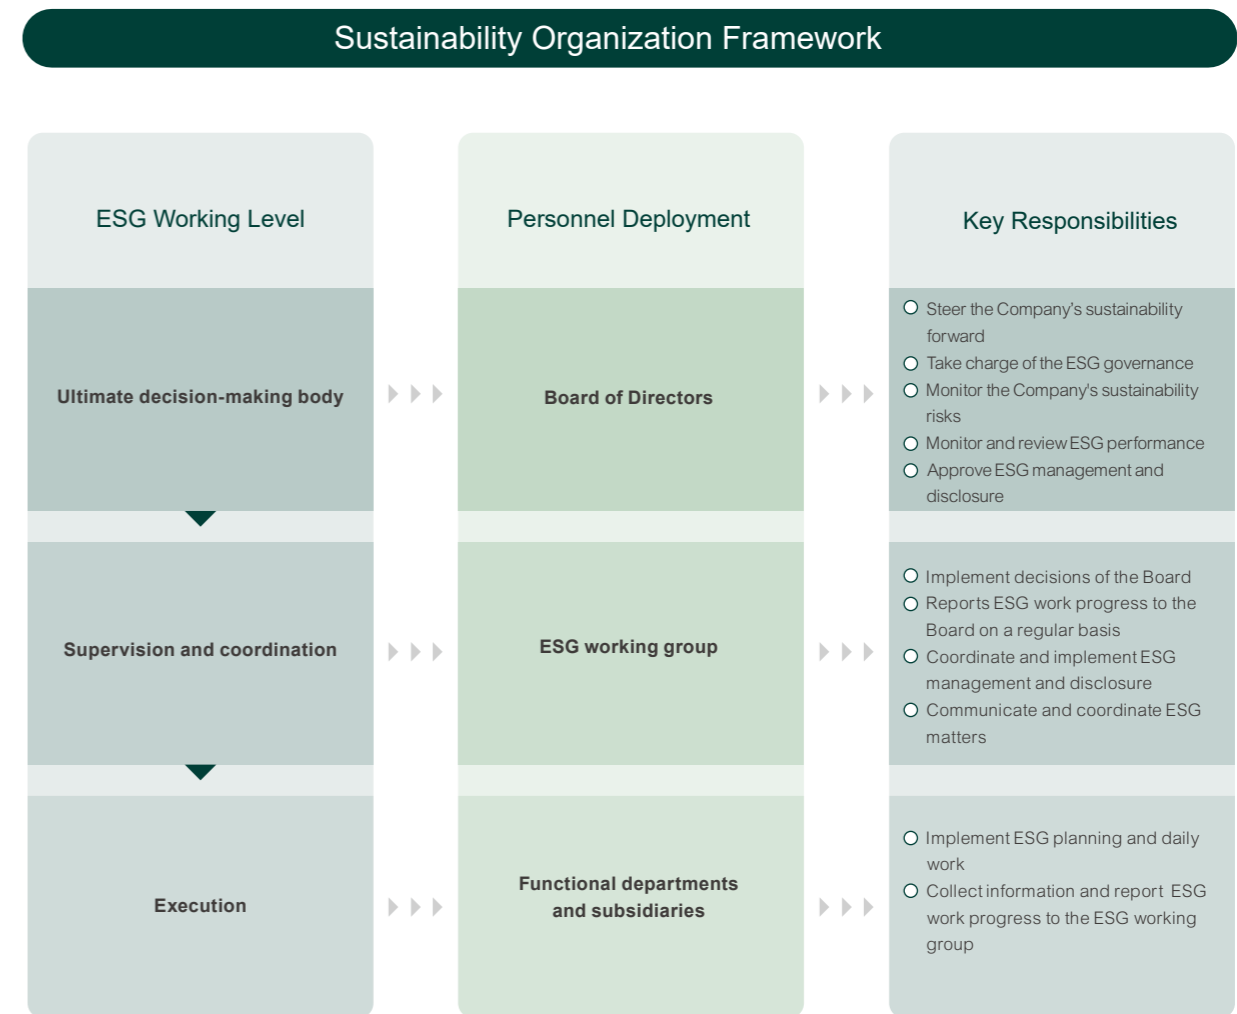 Sustainability Organization Framework
ESG Working Level
Personnel Deployment
Key Responsibilities
Ultimate decision-making body
Board of Directors
Steer the Company's sustainability
forward
Take charge of the ESG governance
Monitor the Company's sustainability
risks
Monitor and review ESG performance
Approve ESG management and
disclosure
Supervision and coordination
ESG working group
Implement decisions of the Board
Reports ESG work progress to the
Board on a regular basis
Coordinate and implement ESG
management and disclosure
Communicate and coordinate ESG
matters
Execution
Functional departments
and subsidiaries
Implement ESG planning and daily
work
Collect information and report ESG
work progress to the ESG working
group